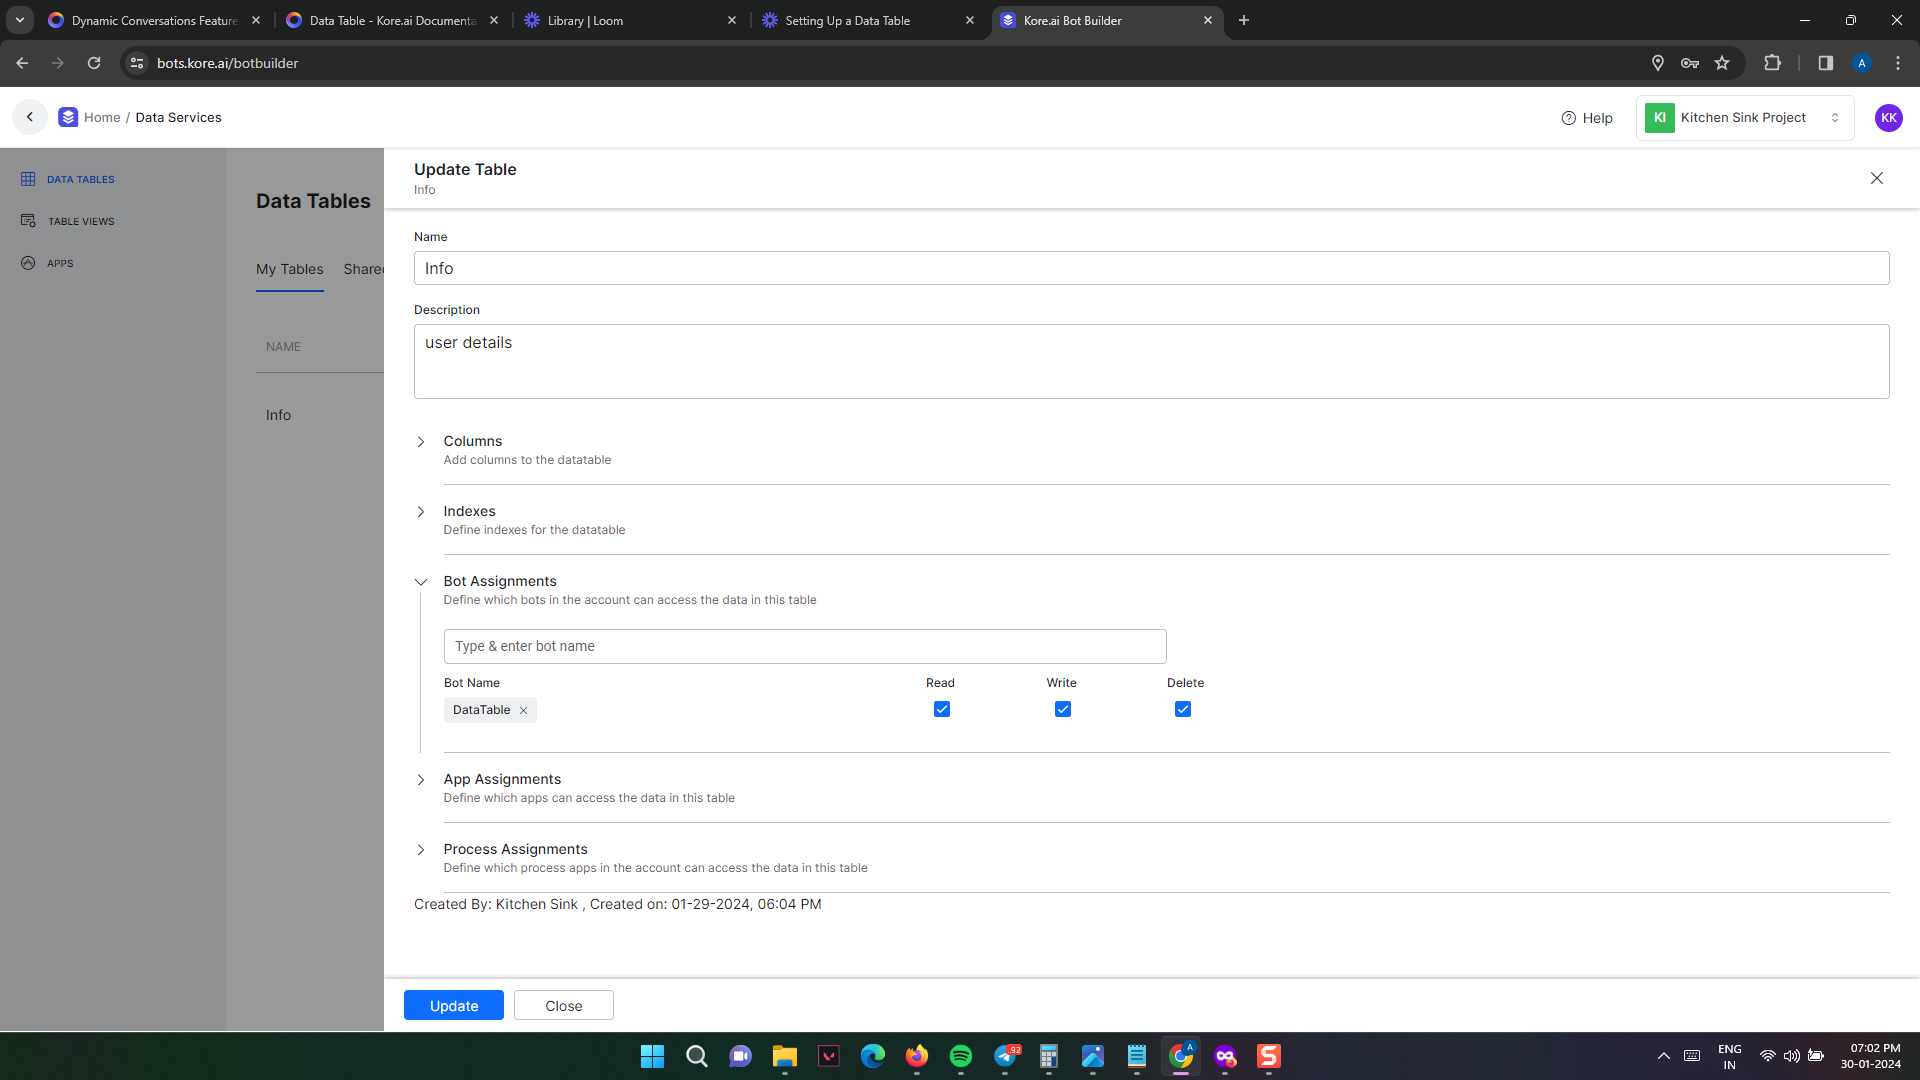 Dynamic Conversations Feature
Data Table - Kore.ai Documenta
Library | Loom
Setting Up a Data Table
Kore.ai Bot Builder
bots.kore.ai/botbuilder
A
Home / Data Services
Help
KI
Kitchen Sink Project
KK
DATA TABLES
TABLE VIEWS
APPS
Data Tables
My Tables
Shared
NAME
Info
Update Table
Info
Name
Info
Description
user details
Columns
Add columns to the datatable
Indexes
Define indexes for the datatable
Bot Assignments
Define which bots in the account can access the data in this table
Type & enter bot name
Bot Name Read Write Delete
DataTable
App Assignments
Define which apps can access the data in this table
Process Assignments
Define which process apps in the account can access the data in this table
Created By: Kitchen Sink , Created on: 01-29-2024, 06:04 PM
Update
Close
.92
A
S
ENG
IN
07:02 PM
30-01-2024